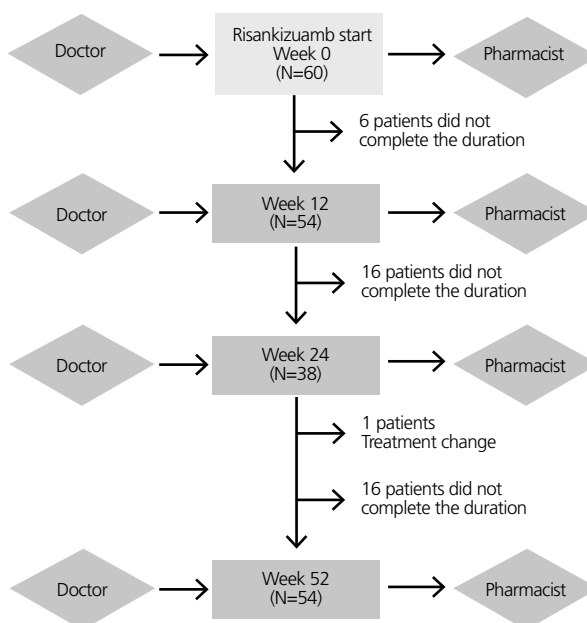 Doctor
Risankizuamb start
Week 0
(N=60)
Pharmacist
6 patients did not
complete the duration
Doctor
Week 12
(N=54)
Pharmacist
16 patients did not
complete the duration
Doctor
Week 24
(N=38)
Pharmacist
1 patients
Treatment change
16 patients did not
complete the duration
Doctor
Week 52
(N=54)
Pharmacist